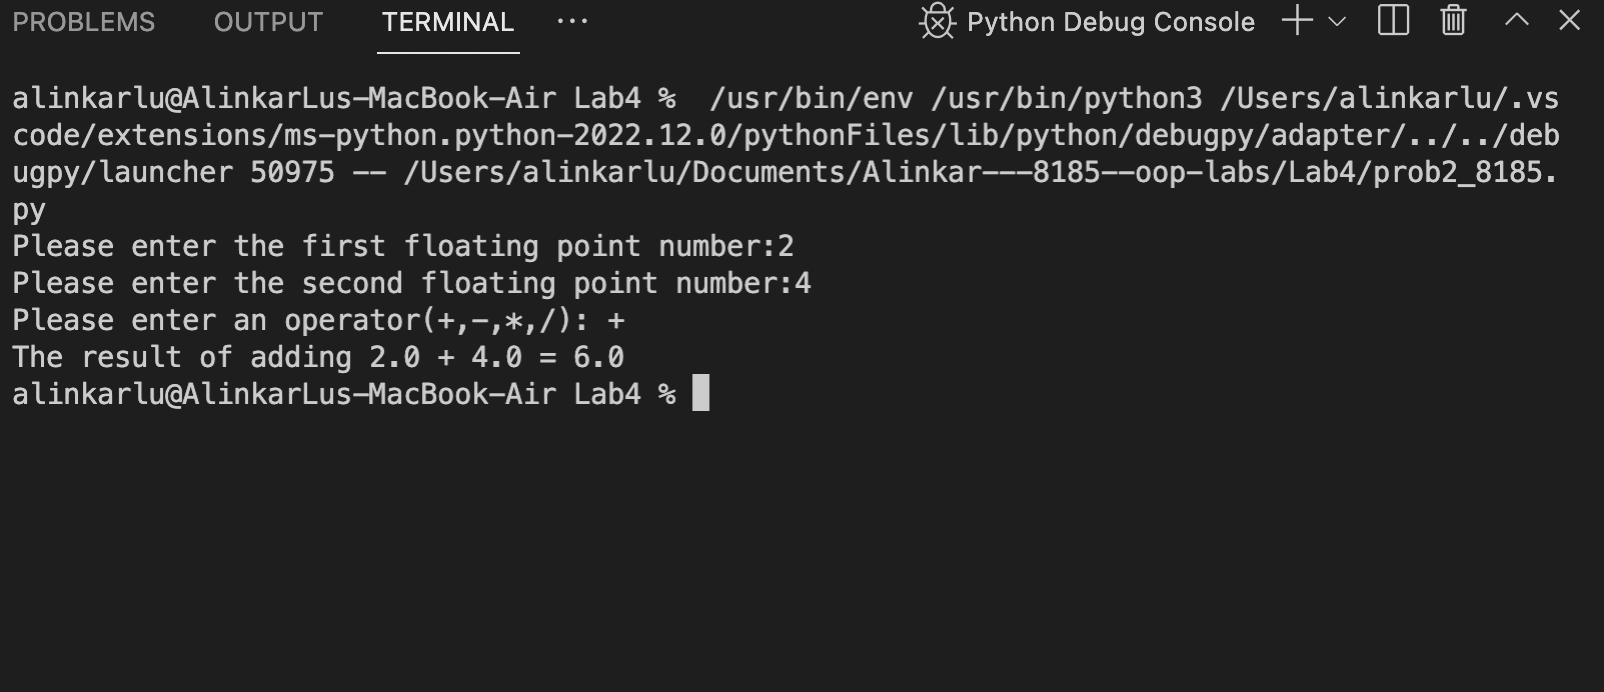 PROBLEMS OUTPUT TERMINAL ··· Python Debug Console
alinkarlu@AlinkarLus-MacBook-Air Lab4 %  /usr/bin/env /usr/bin/python3 /Users/alinkarlu/.vs
code/extensions/ms-python.python-2022.12.0/pythonFiles/lib/python/debugpy/adapter/../../deb
ugpy/launcher 50975 -- /Users/alinkarlu/Documents/Alinkar---8185--oop-labs/Lab4/prob2_8185.
py
Please enter the first floating point number:2
Please enter the second floating point number:4
Please enter an operator(+,-,*,/): +
The result of adding 2.0 + 4.0 = 6.0
alinkarlu@AlinkarLus-MacBook-Air Lab4 %